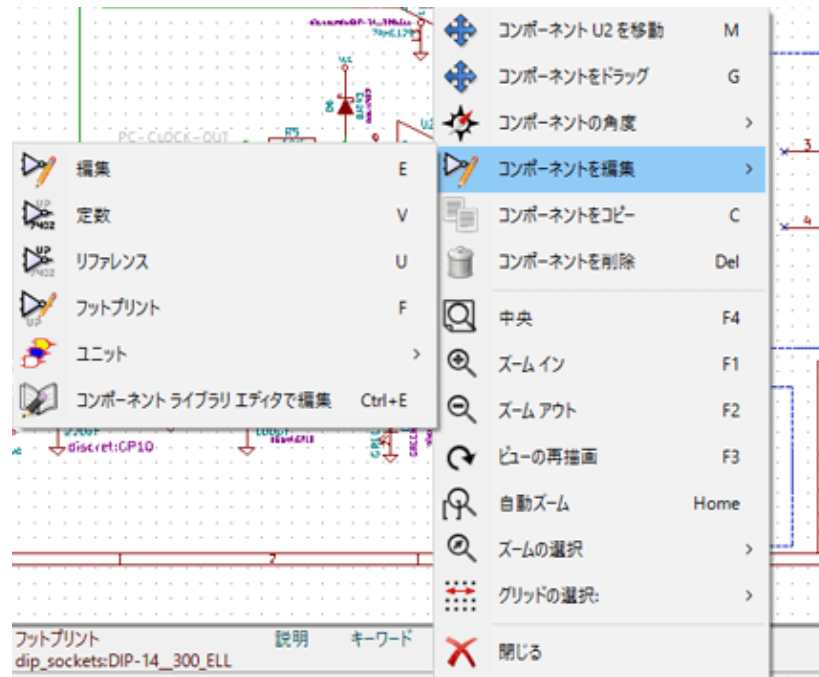 コンポーネント U2 を移動 M
コンポーネントをドラッグ G
コンポーネントの角度 >
コンポーネントを編集 >
コンポーネントをコピー C
コンポーネントを削除 Del
中央 F4
ズーム イン F1
ズーム アウト F2
ビューの再描画 F3
自動ズーム Home
ズームの選択 >
グリッドの選択: >
閉じる
PC-CLOCK-OUT
編集 E
定数 V
リファレンス U
フットプリント F
ユニット >
コンポーネント ライブラリ エディタで編集 Ctrl+E
3
4
discret:CP10
2
フットプリント 説明 キーワード
dip_sockets:DIP-14__300_ELL